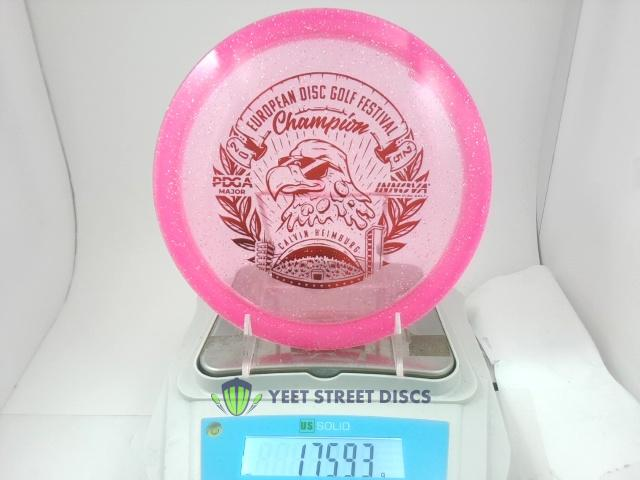 EUROPEAN DISC GOLF FESTIVAL
Champion
20 25
PDGA
MAJOR
INNOVA
CALVIN HEIMBURG
YEET STREET DISCS
US SOLID
175.93 g